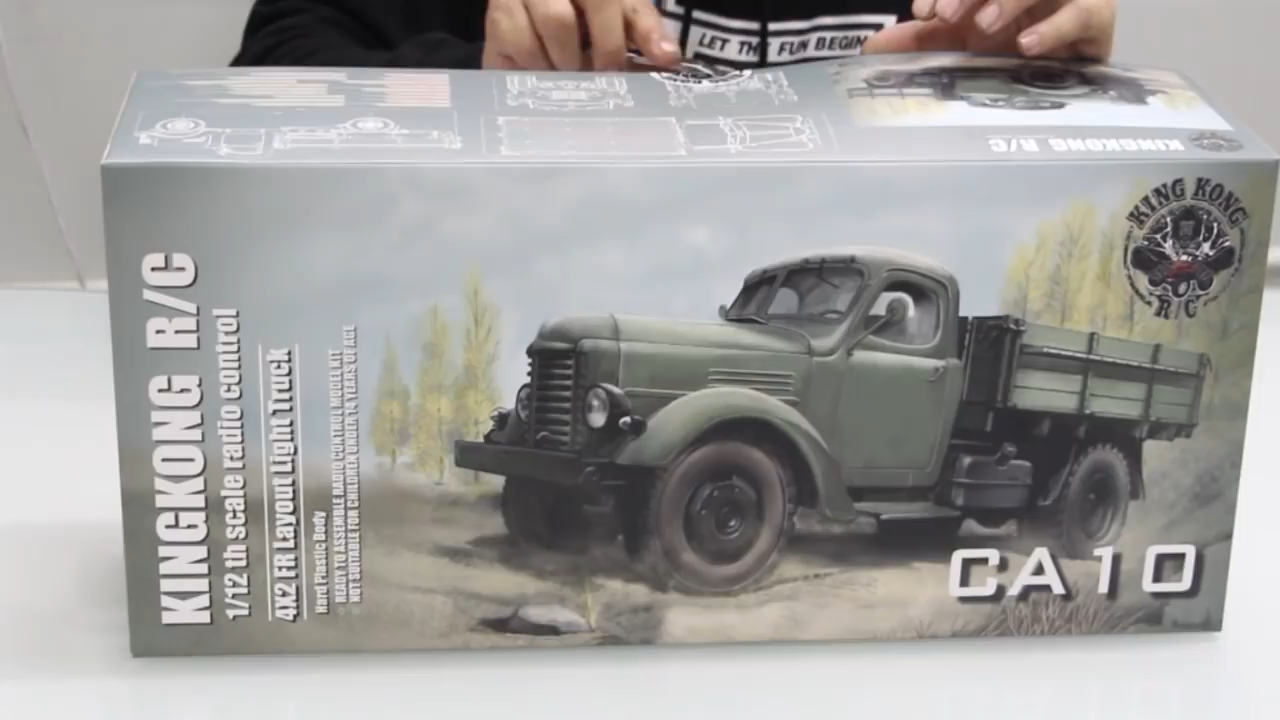 LET THE FUN BEGIN
KINGKONG R/C
KING KONG
R/C
KINGKONG R/C
1/12 th scale radio control
4X2 FR Layout Light Truck
Hard Plastic Body
READY TO ASSEMBLE RADIO CONTROL MODEL KIT
NOT SUITABLE FOR CHILDREN UNDER 14 YEARS OF AGE
CA10